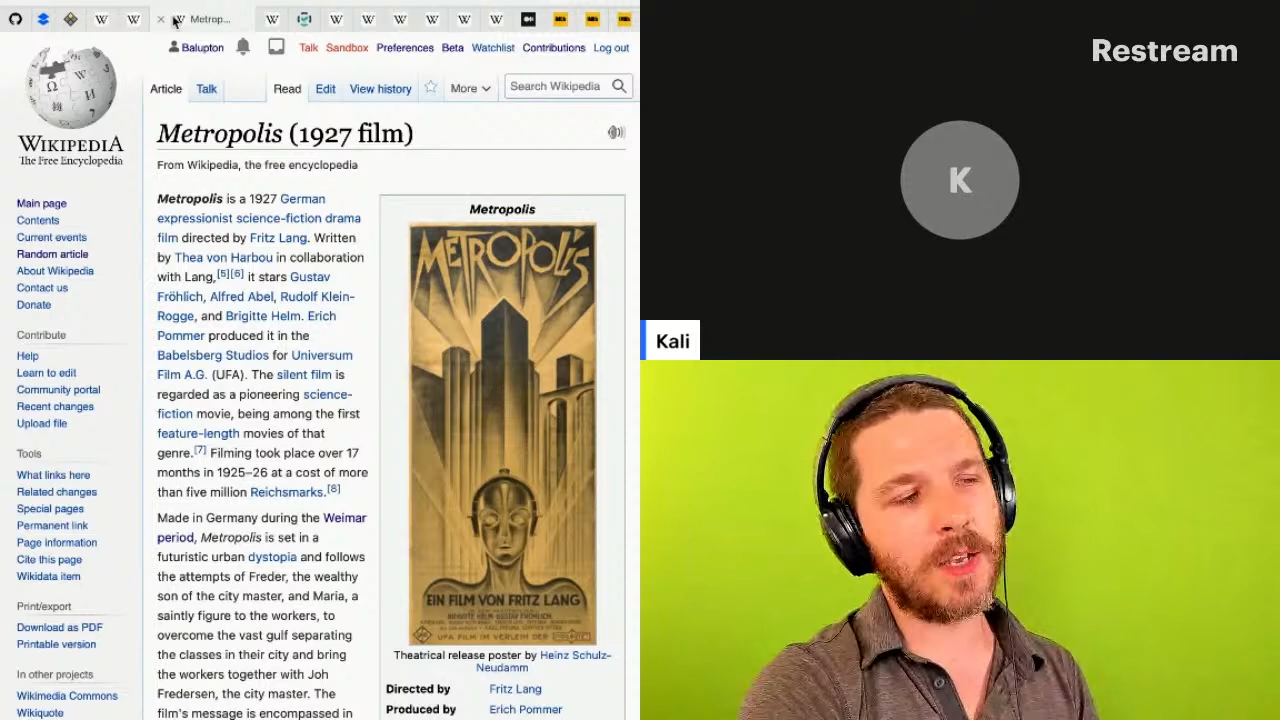 Metrop...
Balupton
Talk Sandbox Preferences Beta Watchlist Contributions Log out
Article Talk Read Edit View history More Search Wikipedia
WIKIPEDIA
The Free Encyclopedia
Metropolis (1927 film)
From Wikipedia, the free encyclopedia
Main page
Contents
Current events
Random article
About Wikipedia
Contact us
Donate
Contribute
Help
Learn to edit
Community portal
Recent changes
Upload file
Tools
What links here
Related changes
Special pages
Permanent link
Page information
Cite this page
Wikidata item
Print/export
Download as PDF
Printable version
In other projects
Wikimedia Commons
Wikiquote
Metropolis is a 1927 German
expressionist science-fiction drama
film directed by Fritz Lang. Written
by Thea von Harbou in collaboration
with Lang,[5][6] it stars Gustav
Fröhlich, Alfred Abel, Rudolf Klein-
Rogge, and Brigitte Helm. Erich
Pommer produced it in the
Babelsberg Studios for Universum
Film A.G. (UFA). The silent film is
regarded as a pioneering science-
fiction movie, being among the first
feature-length movies of that
genre.[7] Filming took place over 17
months in 1925–26 at a cost of more
than five million Reichsmarks.[8]
Made in Germany during the Weimar
period, Metropolis is set in a
futuristic urban dystopia and follows
the attempts of Freder, the wealthy
son of the city master, and Maria, a
saintly figure to the workers, to
overcome the vast gulf separating
the classes in their city and bring
the workers together with Joh
Fredersen, the city master. The
film's message is encompassed in
Metropolis
METROPOLIS
EIN FILM VON FRITZ LANG
UFA FILM IM VERLEIH DER
Theatrical release poster by Heinz Schulz-
Neudamm
Directed by Fritz Lang
Produced by Erich Pommer
Restream
K
Kali